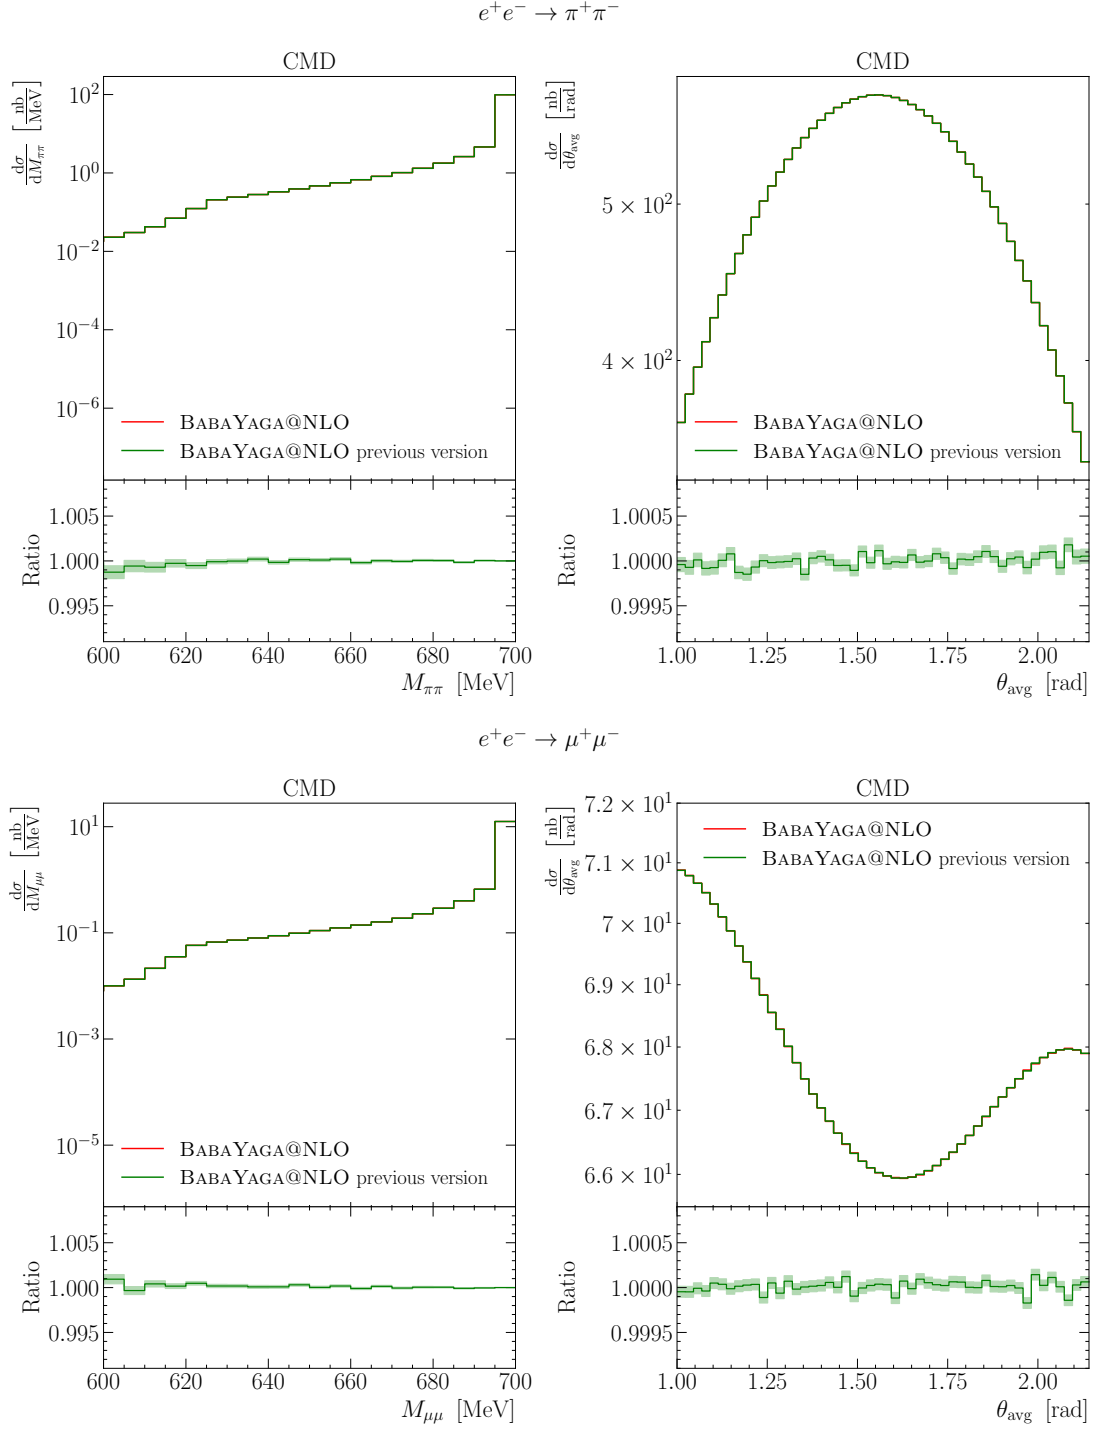 e⁺e⁻ → π⁺π⁻
CMD
dσ/dM_ππ [nb/MeV]
10²
10⁰
10⁻²
10⁻⁴
10⁻⁶
BABAYAGA@NLO
BABAYAGA@NLO previous version
Ratio
1.005
1.000
0.995
600 620 640 660 680 700
M_ππ [MeV]
CMD
dσ/dθ_avg [nb/rad]
5 × 10²
4 × 10²
BABAYAGA@NLO
BABAYAGA@NLO previous version
Ratio
1.0005
1.0000
0.9995
1.00 1.25 1.50 1.75 2.00
θ_avg [rad]
e⁺e⁻ → μ⁺μ⁻
CMD
dσ/dM_μμ [nb/MeV]
10¹
10⁻¹
10⁻³
10⁻⁵
BABAYAGA@NLO
BABAYAGA@NLO previous version
Ratio
1.005
1.000
0.995
600 620 640 660 680 700
M_μμ [MeV]
CMD
dσ/dθ_avg [nb/rad]
7.2 × 10¹
7.1 × 10¹
7 × 10¹
6.9 × 10¹
6.8 × 10¹
6.7 × 10¹
6.6 × 10¹
BABAYAGA@NLO
BABAYAGA@NLO previous version
Ratio
1.0005
1.0000
0.9995
1.00 1.25 1.50 1.75 2.00
θ_avg [rad]